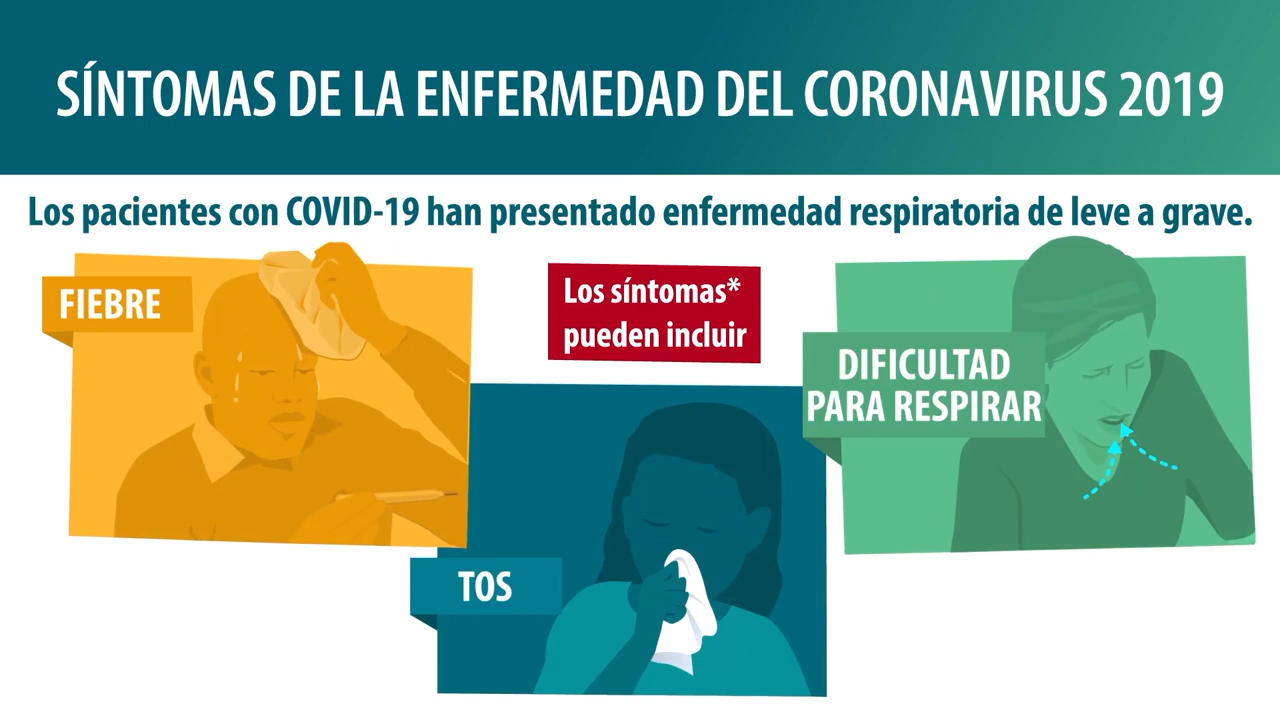 SÍNTOMAS DE LA ENFERMEDAD DEL CORONAVIRUS 2019
Los pacientes con COVID-19 han presentado enfermedad respiratoria de leve a grave.
FIEBRE
Los síntomas*
pueden incluir
DIFICULTAD
PARA RESPIRAR
TOS